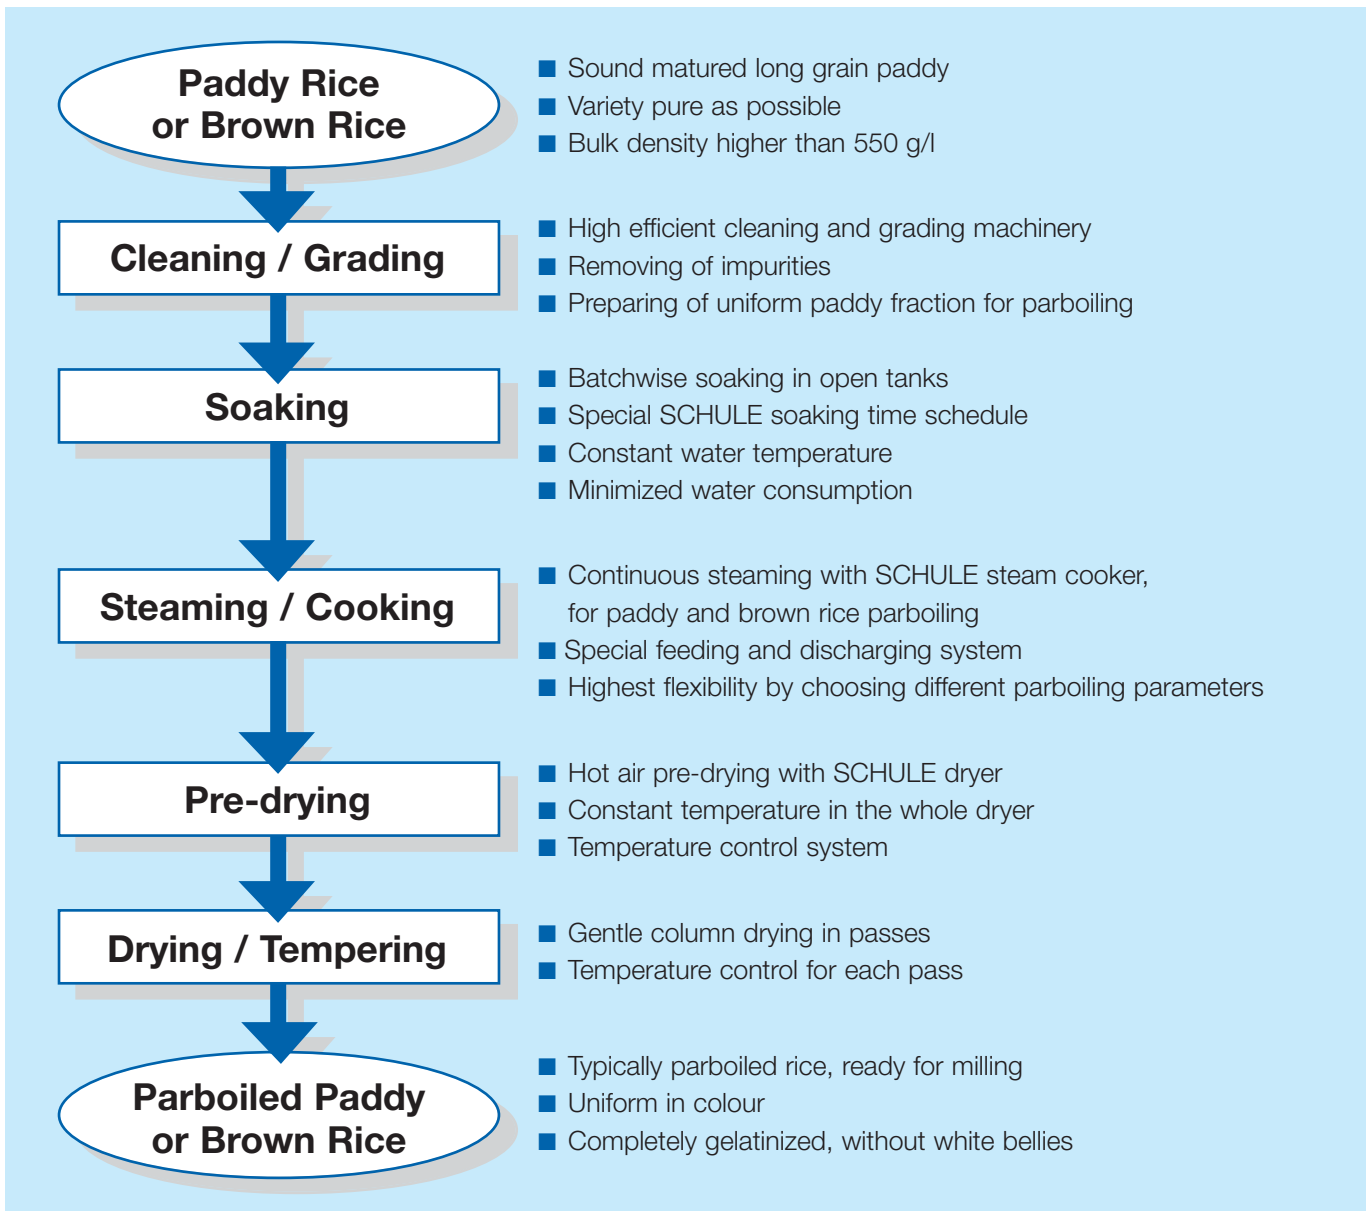 Paddy Rice
or Brown Rice
■ Sound matured long grain paddy
■ Variety pure as possible
■ Bulk density higher than 550 g/l
Cleaning / Grading
■ High efficient cleaning and grading machinery
■ Removing of impurities
■ Preparing of uniform paddy fraction for parboiling
Soaking
■ Batchwise soaking in open tanks
■ Special SCHULE soaking time schedule
■ Constant water temperature
■ Minimized water consumption
Steaming / Cooking
■ Continuous steaming with SCHULE steam cooker,
for paddy and brown rice parboiling
■ Special feeding and discharging system
■ Highest flexibility by choosing different parboiling parameters
Pre-drying
■ Hot air pre-drying with SCHULE dryer
■ Constant temperature in the whole dryer
■ Temperature control system
Drying / Tempering
■ Gentle column drying in passes
■ Temperature control for each pass
Parboiled Paddy
or Brown Rice
■ Typically parboiled rice, ready for milling
■ Uniform in colour
■ Completely gelatinized, without white bellies